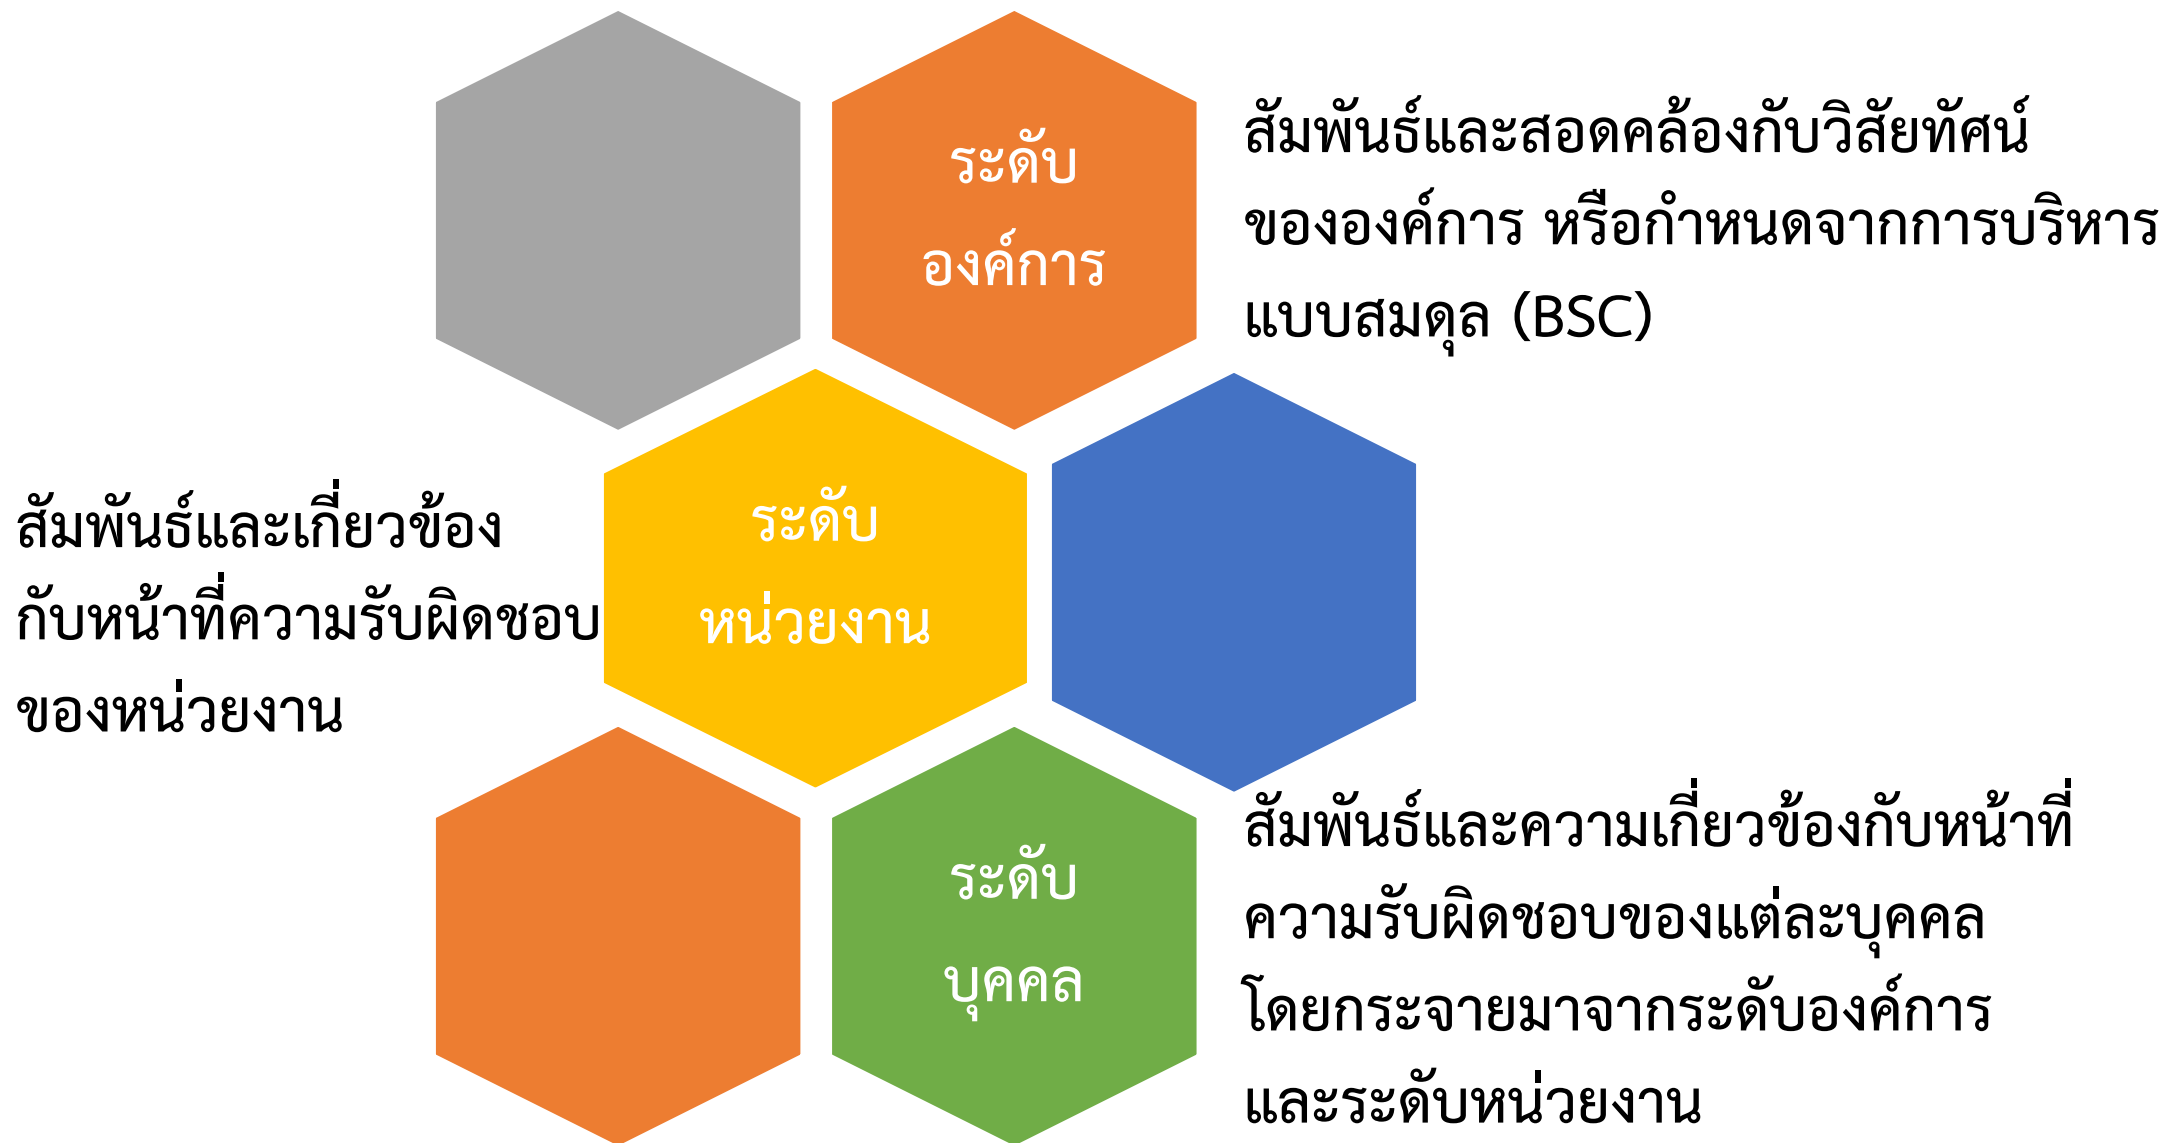 ระดับ
องค์การ
สัมพันธ์และสอดคล้องกับวิสัยทัศน์
ขององค์การ หรือกำหนดจากการบริหาร
แบบสมดุล (BSC)
สัมพันธ์และเกี่ยวข้อง
กับหน้าที่ความรับผิดชอบ
ของหน่วยงาน
ระดับ
หน่วยงาน
ระดับ
บุคคล
สัมพันธ์และความเกี่ยวข้องกับหน้าที่
ความรับผิดชอบของแต่ละบุคคล
โดยกระจายมาจากระดับองค์การ
และระดับหน่วยงาน